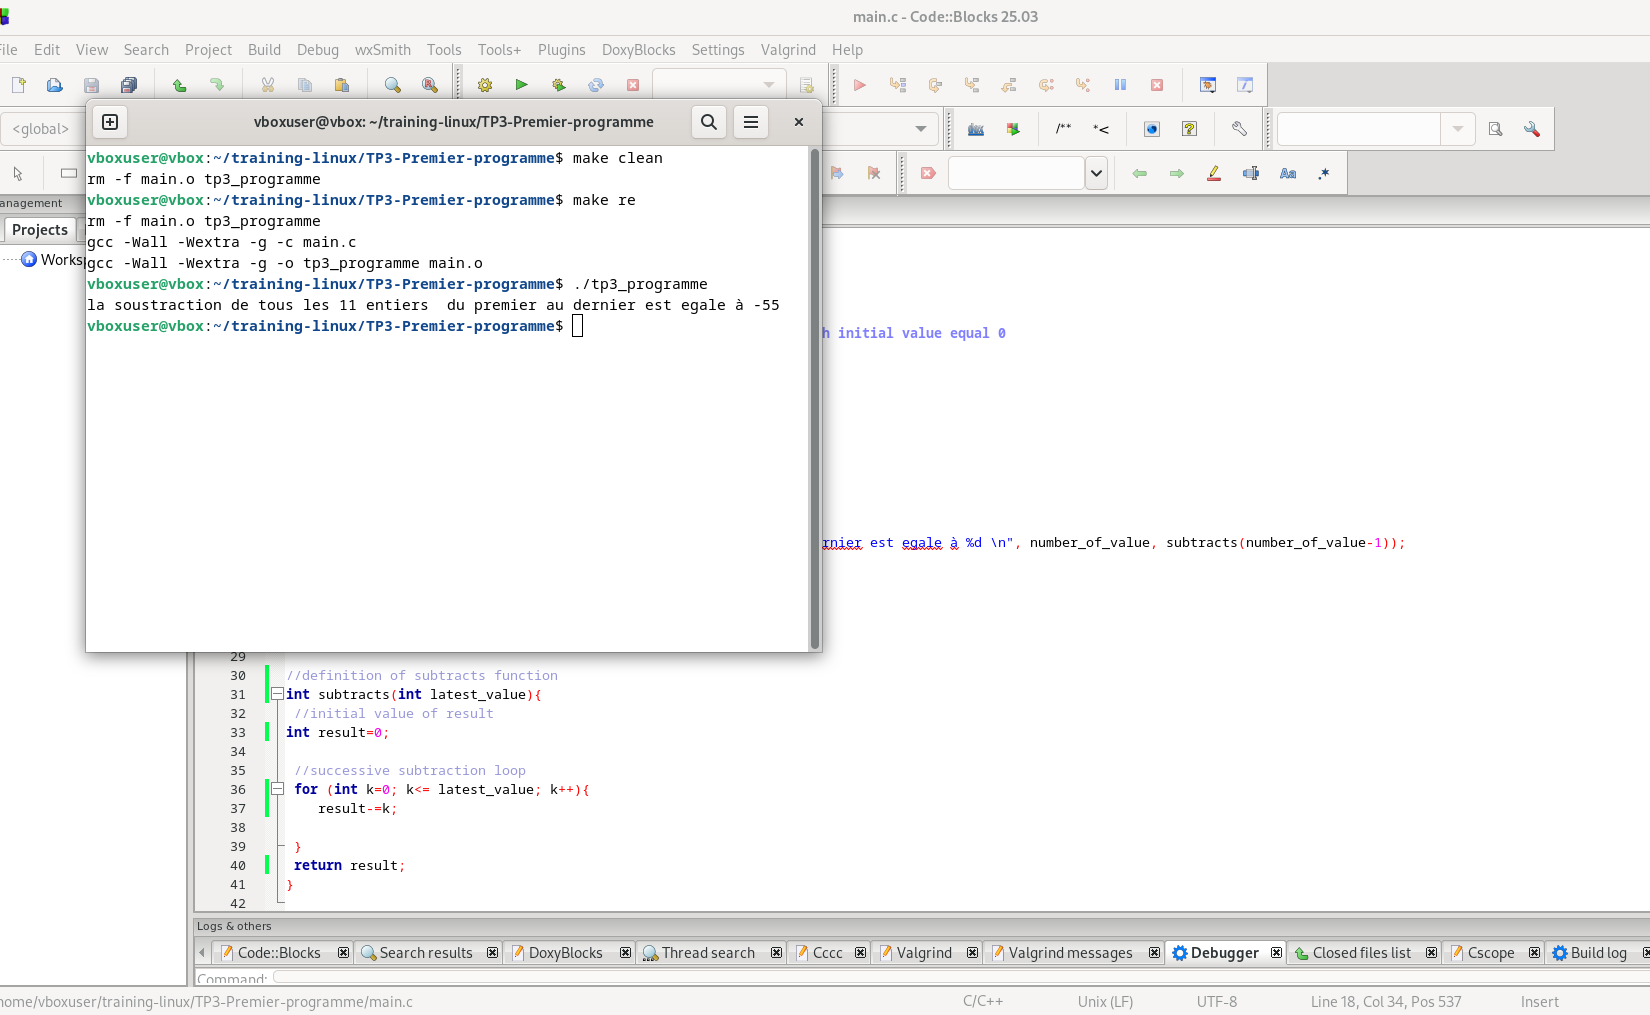 main.c - Code::Blocks 25.03
File Edit View Search Project Build Debug wxSmith Tools Tools+ Plugins DoxyBlocks Settings Valgrind Help
<global>
/** *<
Aa .*
vboxuser@vbox: ~/training-linux/TP3-Premier-programme
vboxuser@vbox:~/training-linux/TP3-Premier-programme$ make clean
rm -f main.o tp3_programme
vboxuser@vbox:~/training-linux/TP3-Premier-programme$ make re
rm -f main.o tp3_programme
gcc -Wall -Wextra -g -c main.c
gcc -Wall -Wextra -g -o tp3_programme main.o
vboxuser@vbox:~/training-linux/TP3-Premier-programme$ ./tp3_programme
la soustraction de tous les 11 entiers  du premier au dernier est egale à -55
vboxuser@vbox:~/training-linux/TP3-Premier-programme$
anagement
Projects
Worksp
h initial value equal 0
rnier est egale à %d \n", number_of_value, subtracts(number_of_value-1));
29
30 //definition of subtracts function
31 int subtracts(int latest_value){
32 //initial value of result
33 int result=0;
34
35 //successive subtraction loop
36 for (int k=0; k<= latest_value; k++){
37 result-=k;
38
39 }
40 return result;
41 }
42
Logs & others
Code::Blocks Search results DoxyBlocks Thread search Cccc Valgrind Valgrind messages Debugger Closed files list Cscope Build log
Command:
home/vboxuser/training-linux/TP3-Premier-programme/main.c C/C++ Unix (LF) UTF-8 Line 18, Col 34, Pos 537 Insert